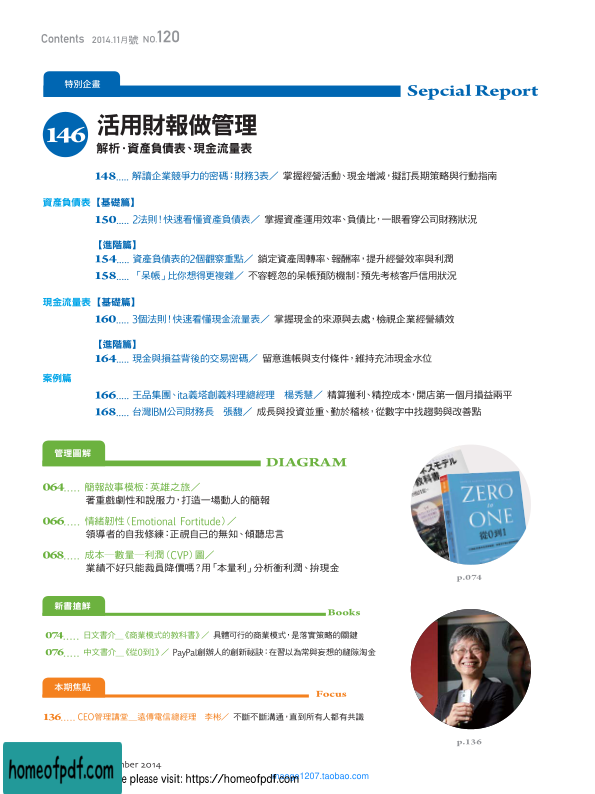 Contents 2014.11月號 NO.120
特別企畫
Sepcial Report
146 活用財報做管理
解析‧資產負債表、現金流量表
148..... 解讀企業競爭力的密碼：財務3表／ 掌握經營活動、現金增減，擬訂長期策略與行動指南
資產負債表【基礎篇】
150..... 2法則！快速看懂資產負債表／ 掌握資產運用效率、負債比，一眼看穿公司財務狀況
【進階篇】
154..... 資產負債表的2個觀察重點／ 鎖定資產周轉率、報酬率，提升經營效率與利潤
158..... 「呆帳」比你想得更複雜／ 不容輕忽的呆帳預防機制：預先考核客戶信用狀況
現金流量表【基礎篇】
160..... 3個法則！快速看懂現金流量表／ 掌握現金的來源與去處，檢視企業經營績效
【進階篇】
164..... 現金與損益背後的交易密碼／ 留意進帳與支付條件，維持充沛現金水位
案例篇
166..... 王品集團、ita義塔創義料理總經理 楊秀慧／ 精算獲利、精控成本，開店第一個月損益兩平
168..... 台灣IBM公司財務長 張馥／ 成長與投資並重、勤於稽核，從數字中找趨勢與改善點
管理圖解
DIAGRAM
064..... 簡報故事模板：英雄之旅／
著重戲劇性和說服力，打造一場動人的簡報
066..... 情緒韌性（Emotional Fortitude）／
領導者的自我修練：正視自己的無知、傾聽忠言
068..... 成本─數量─利潤（CVP）圖／
業績不好只能裁員降價嗎？用「本量利」分析衝利潤、拚現金
ネスモデル
教科書
ZERO
to
ONE
從0到1
p.074
新書搶鮮
Books
074..... 日文書介__《商業模式的教科書》／ 具體可行的商業模式，是落實策略的關鍵
076..... 中文書介__《從0到1》／ PayPal創辦人的創新祕訣：在習以為常與妄想的縫隙淘金
本期焦點
Focus
136..... CEO管理講堂__遠傳電信總經理 李彬／ 不斷不斷溝通，直到所有人都有共識
p.136
mber 2014
homeofpdf.com
e please visit: https://homeofpdf.com
1207.taobao.com